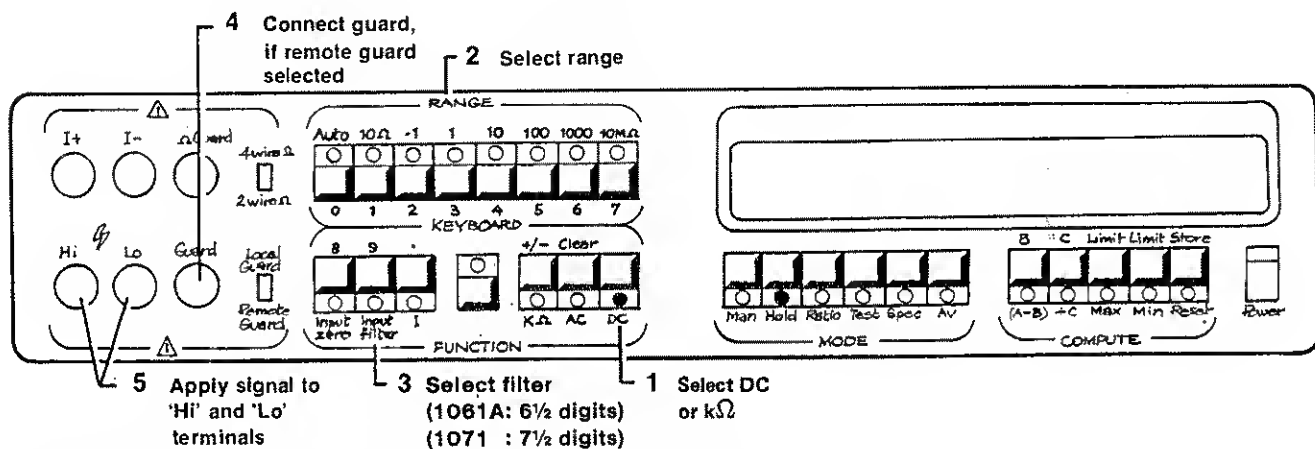 4 Connect guard,
if remote guard
selected
2 Select range
RANGE
I+ I- Ω Guard
4wire Ω
2wire Ω
Auto 10Ω .1 1 10 100 1000 10MΩ
0 1 2 3 4 5 6 7
KEYBOARD
Hi Lo Guard
Local
Guard
Remote
Guard
8 9 .
+/- Clear
Input
zero
Input
filter
I
KΩ AC DC
FUNCTION
Man Hold Ratio Test Spec Av
MODE
B C Limit Limit Store
(A-B) ÷C Max Min Reset
COMPUTE
Power
5 Apply signal to
'Hi' and 'Lo'
terminals
3 Select filter
(1061A: 6½ digits)
(1071 : 7½ digits)
1 Select DC
or kΩ